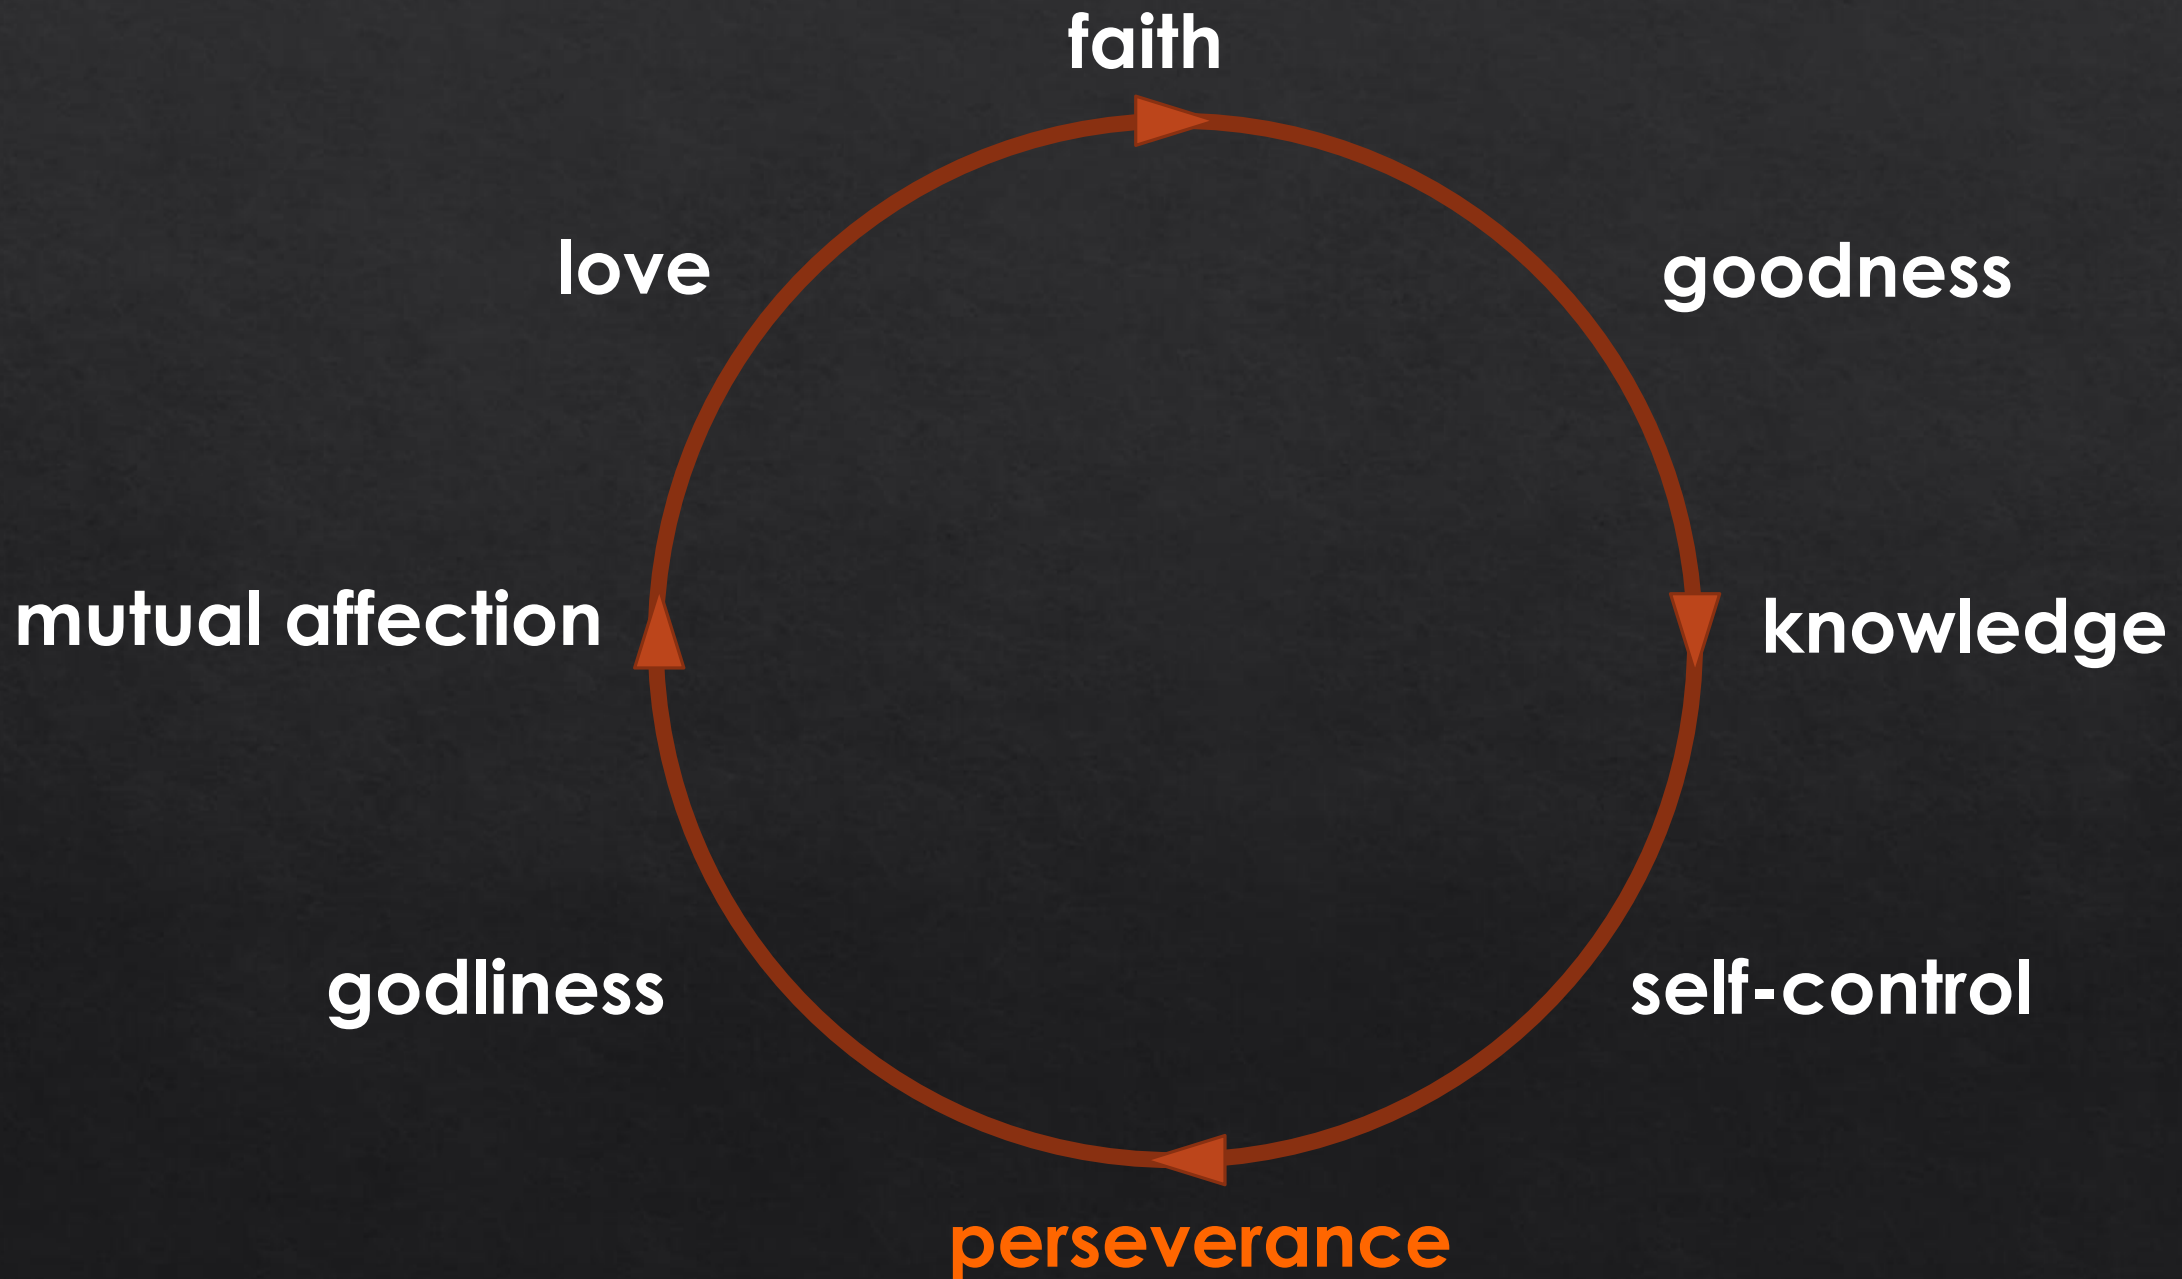 faith
goodness
knowledge
self-control
perseverance
godliness
mutual affection
love